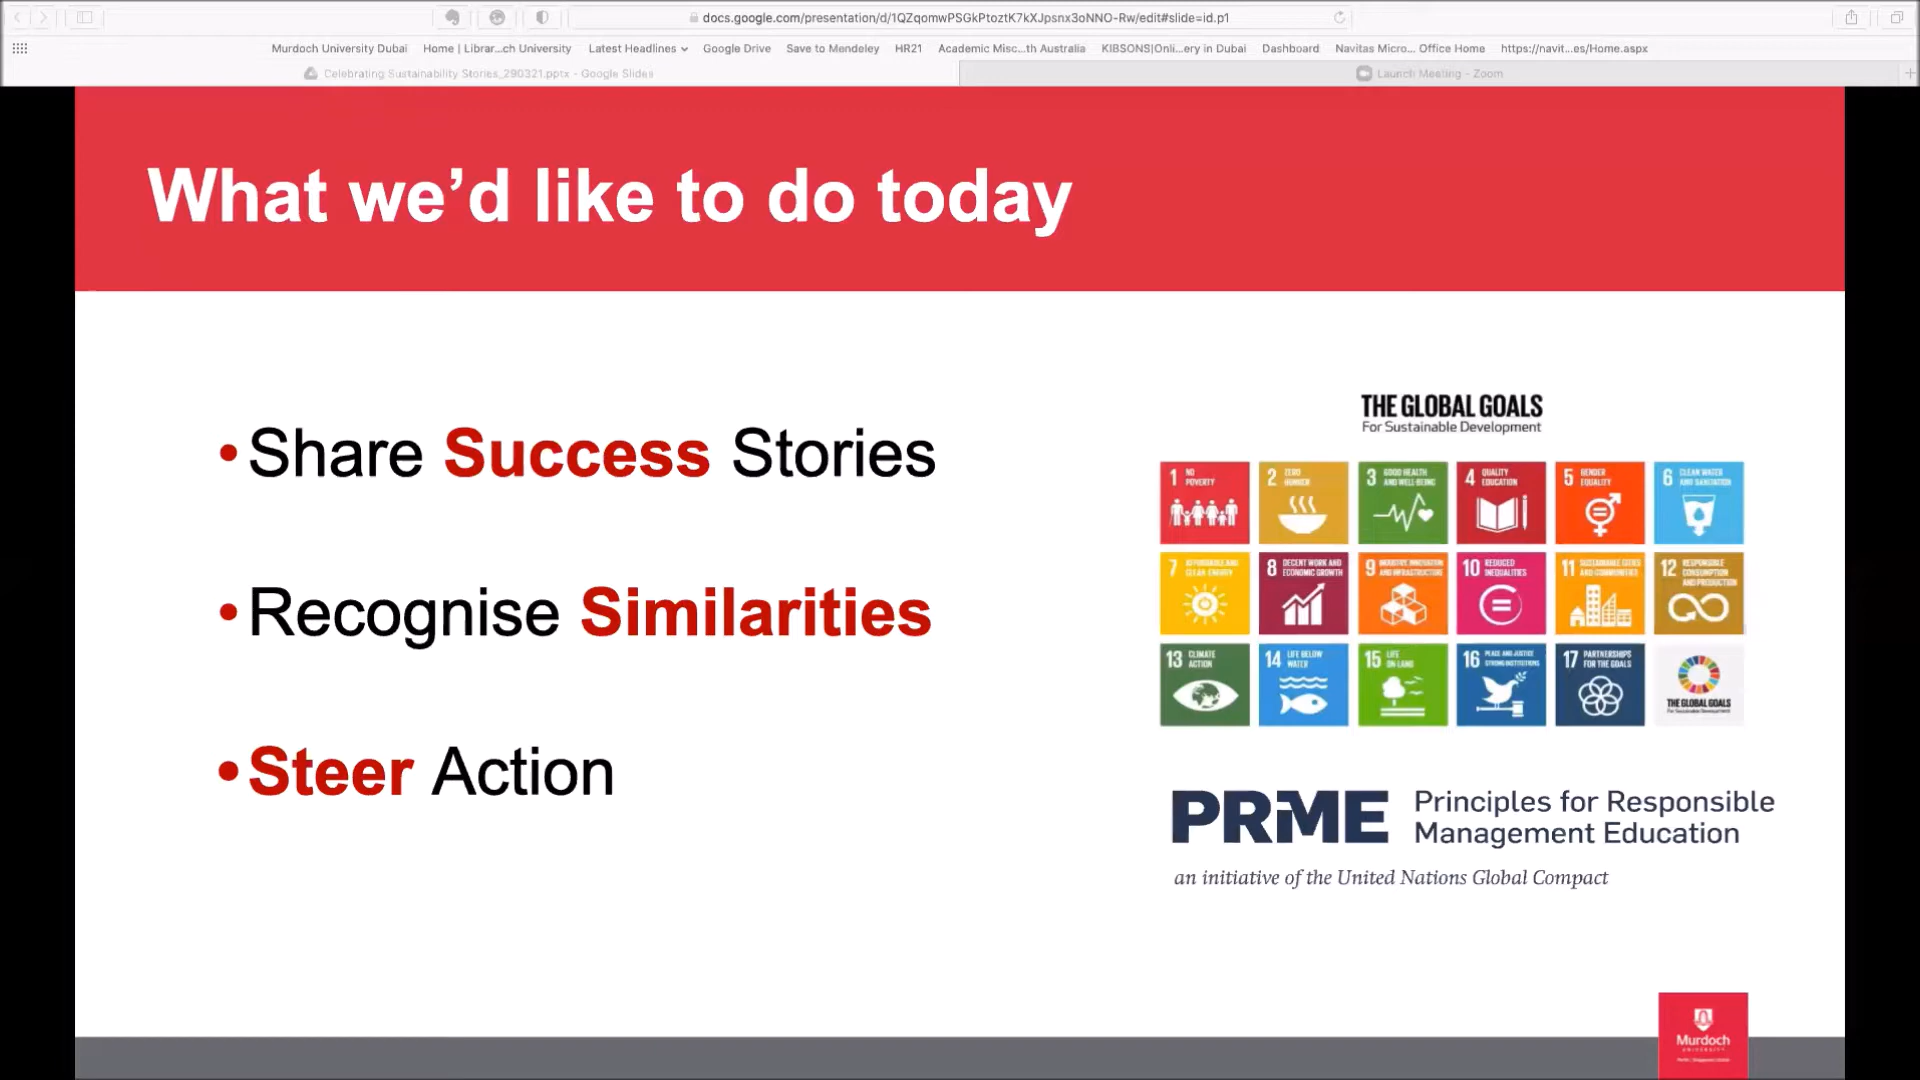 docs.google.com/presentation/d/1QZqomwPSGkPtoztK7kXJpsnx3oNNO-Rw/edit#slide=id.p1
Murdoch University Dubai Home | Librar...ch University Latest Headlines Google Drive Save to Mendeley HR21 Academic Misc...th Australia KIBSONS|Onli...ery in Dubai Dashboard Navitas Micro... Office Home https://navit...es/Home.aspx
Celebrating Sustainability Stories_290321.pptx - Google Slides
Launch Meeting - Zoom
What we’d like to do today
•Share Success Stories
•Recognise Similarities
•Steer Action
THE GLOBAL GOALS
For Sustainable Development
1 NO POVERTY
2 ZERO HUNGER
3 GOOD HEALTH AND WELL-BEING
4 QUALITY EDUCATION
5 GENDER EQUALITY
6 CLEAN WATER AND SANITATION
7 AFFORDABLE AND CLEAN ENERGY
8 DECENT WORK AND ECONOMIC GROWTH
9 INDUSTRY, INNOVATION AND INFRASTRUCTURE
10 REDUCED INEQUALITIES
11 SUSTAINABLE CITIES AND COMMUNITIES
12 RESPONSIBLE CONSUMPTION AND PRODUCTION
13 CLIMATE ACTION
14 LIFE BELOW WATER
15 LIFE ON LAND
16 PEACE AND JUSTICE STRONG INSTITUTIONS
17 PARTNERSHIPS FOR THE GOALS
THE GLOBAL GOALS
For Sustainable Development
PRiME Principles for Responsible
Management Education
an initiative of the United Nations Global Compact
Murdoch
UNIVERSITY